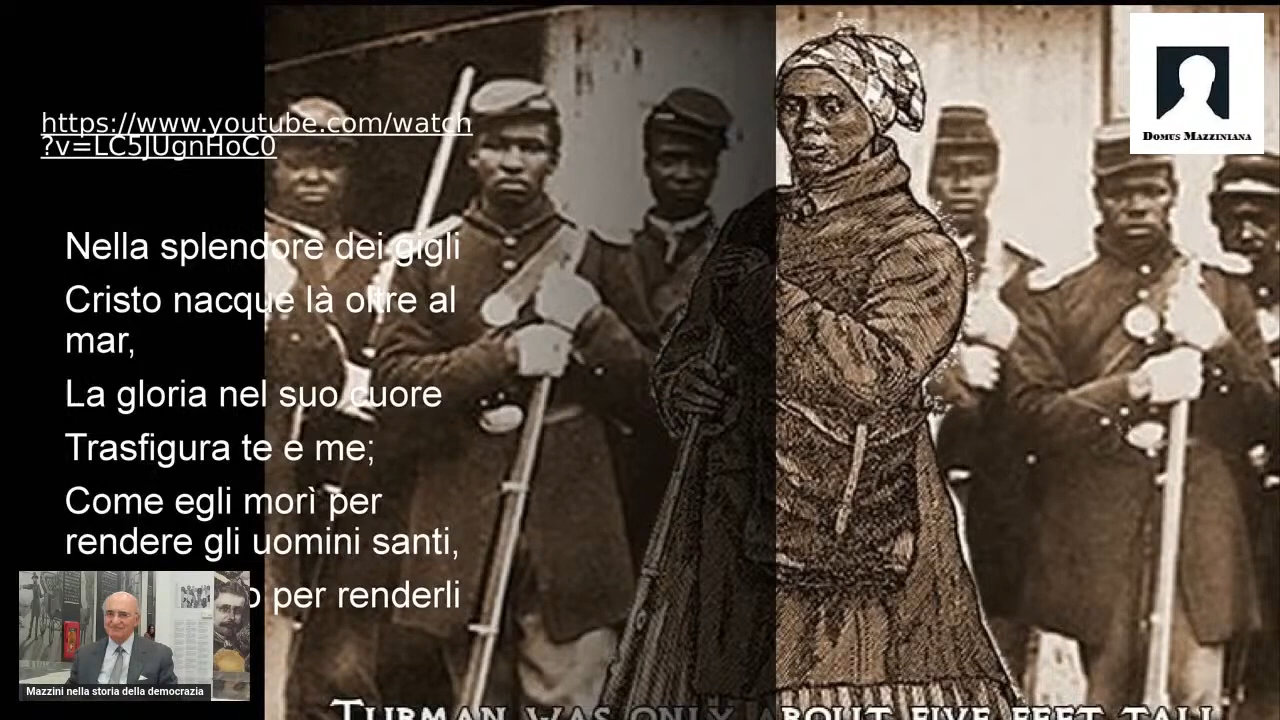 https://www.youtube.com/watch
?v=LC5JUgnHoC0
DOMUS MAZZINIANA
Nella splendore dei gigli
Cristo nacque là oltre al
mar,
La gloria nel suo cuore
Trasfigura te e me;
Come egli morì per
rendere gli uomini santi,
o per renderli
Mazzini nella storia della democrazia
TUBMAN WAS ONLY ABOUT FIVE FEET TALL